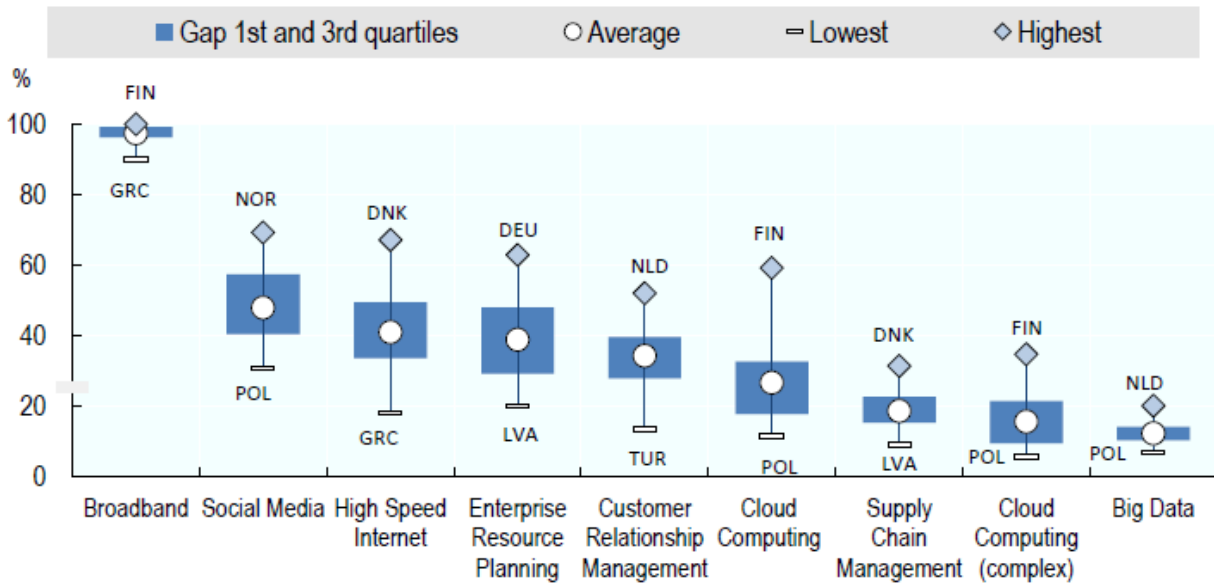 Gap 1st and 3rd quartiles Average Lowest Highest
%
FIN
100
GRC
NOR
DNK
DEU
FIN
80
NLD
60
DNK
FIN
40
NLD
POL
20
GRC
LVA
TUR
POL
LVA
POL
POL
0
Broadband
Social Media
High Speed
Internet
Enterprise
Resource
Planning
Customer
Relationship
Management
Cloud
Computing
Supply
Chain
Management
Cloud
Computing
(complex)
Big Data